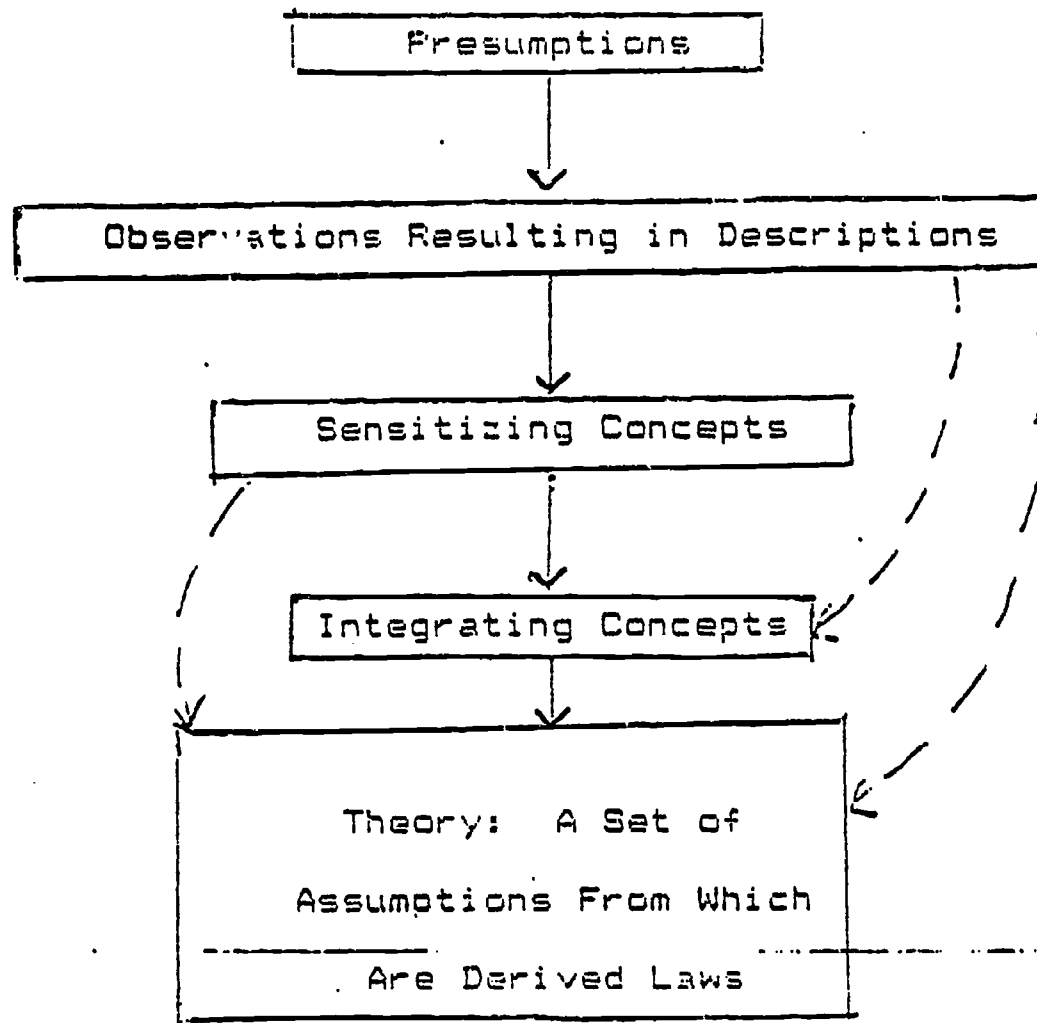 Presumptions
Observations Resulting in Descriptions
Sensitizing Concepts
Integrating Concepts
Theory: A Set of
Assumptions From Which
Are Derived Laws